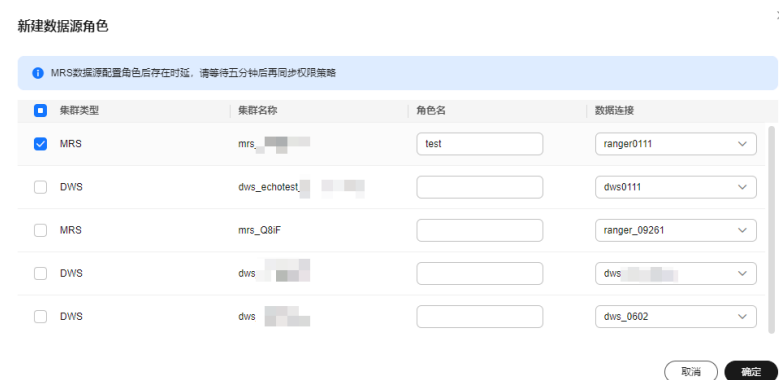 新建数据源角色
MRS数据源配置角色后存在时延，请等待五分钟后再同步权限策略
集群类型 集群名称 角色名 数据连接
MRS mrs_ test ranger0111
DWS dws_echotest_ dws0111
MRS mrs_Q8iF ranger_09261
DWS dws dws
DWS dws dws_0602
取消 确定